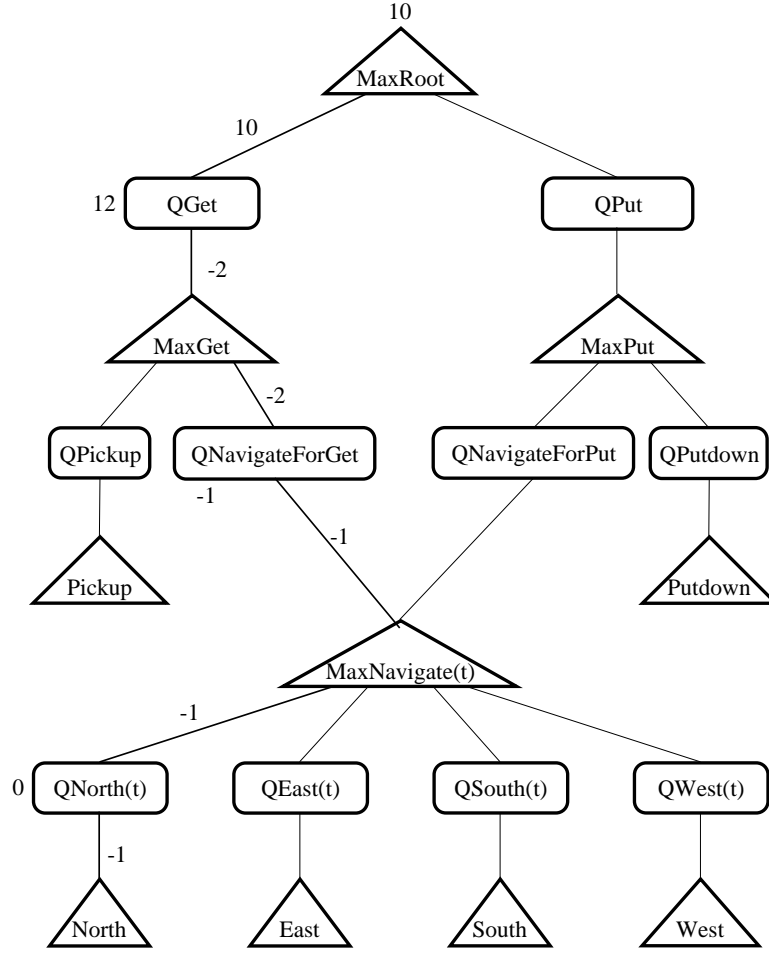 10
MaxRoot
10
12
QGet
QPut
-2
MaxGet
MaxPut
-2
QPickup
QNavigateForGet
QNavigateForPut
QPutdown
-1
-1
Pickup
Putdown
MaxNavigate(t)
-1
0
QNorth(t)
QEast(t)
QSouth(t)
QWest(t)
-1
North
East
South
West